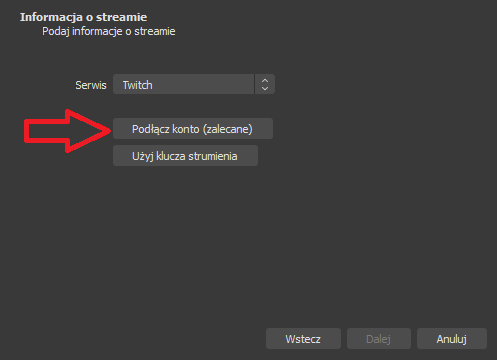 Informacja o streamie
Podaj informacje o streamie
Serwis Twitch
Podłącz konto (zalecane)
Użyj klucza strumienia
Wstecz Dalej Anuluj